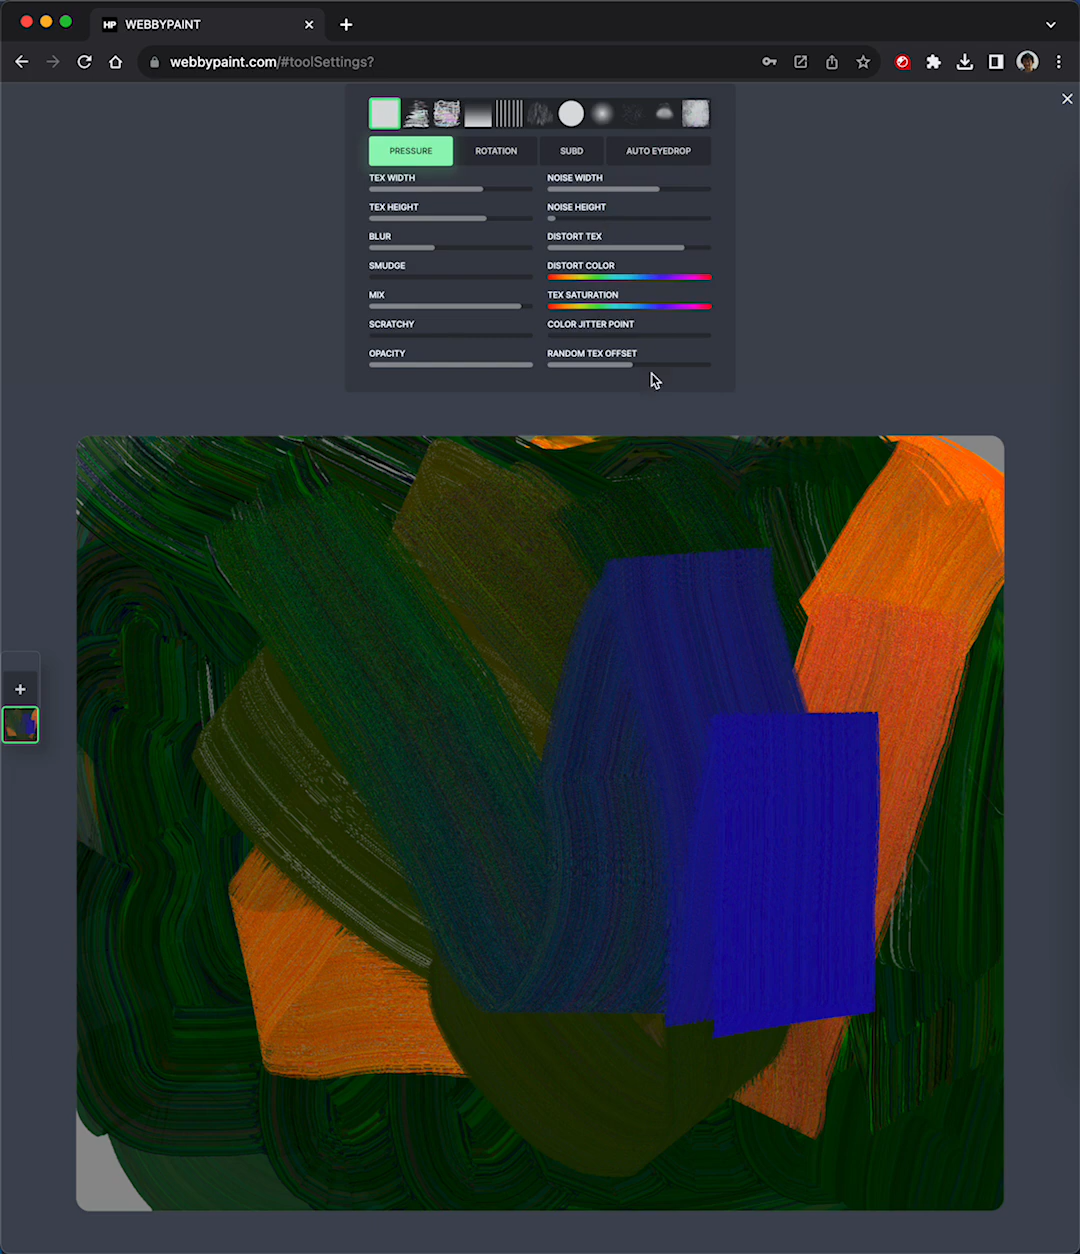 HP WEBBYPAINT
webbypaint.com/#toolSettings?
PRESSURE ROTATION SUBD AUTO EYEDROP
TEX WIDTH NOISE WIDTH
TEX HEIGHT NOISE HEIGHT
BLUR DISTORT TEX
SMUDGE DISTORT COLOR
MIX TEX SATURATION
SCRATCHY COLOR JITTER POINT
OPACITY RANDOM TEX OFFSET